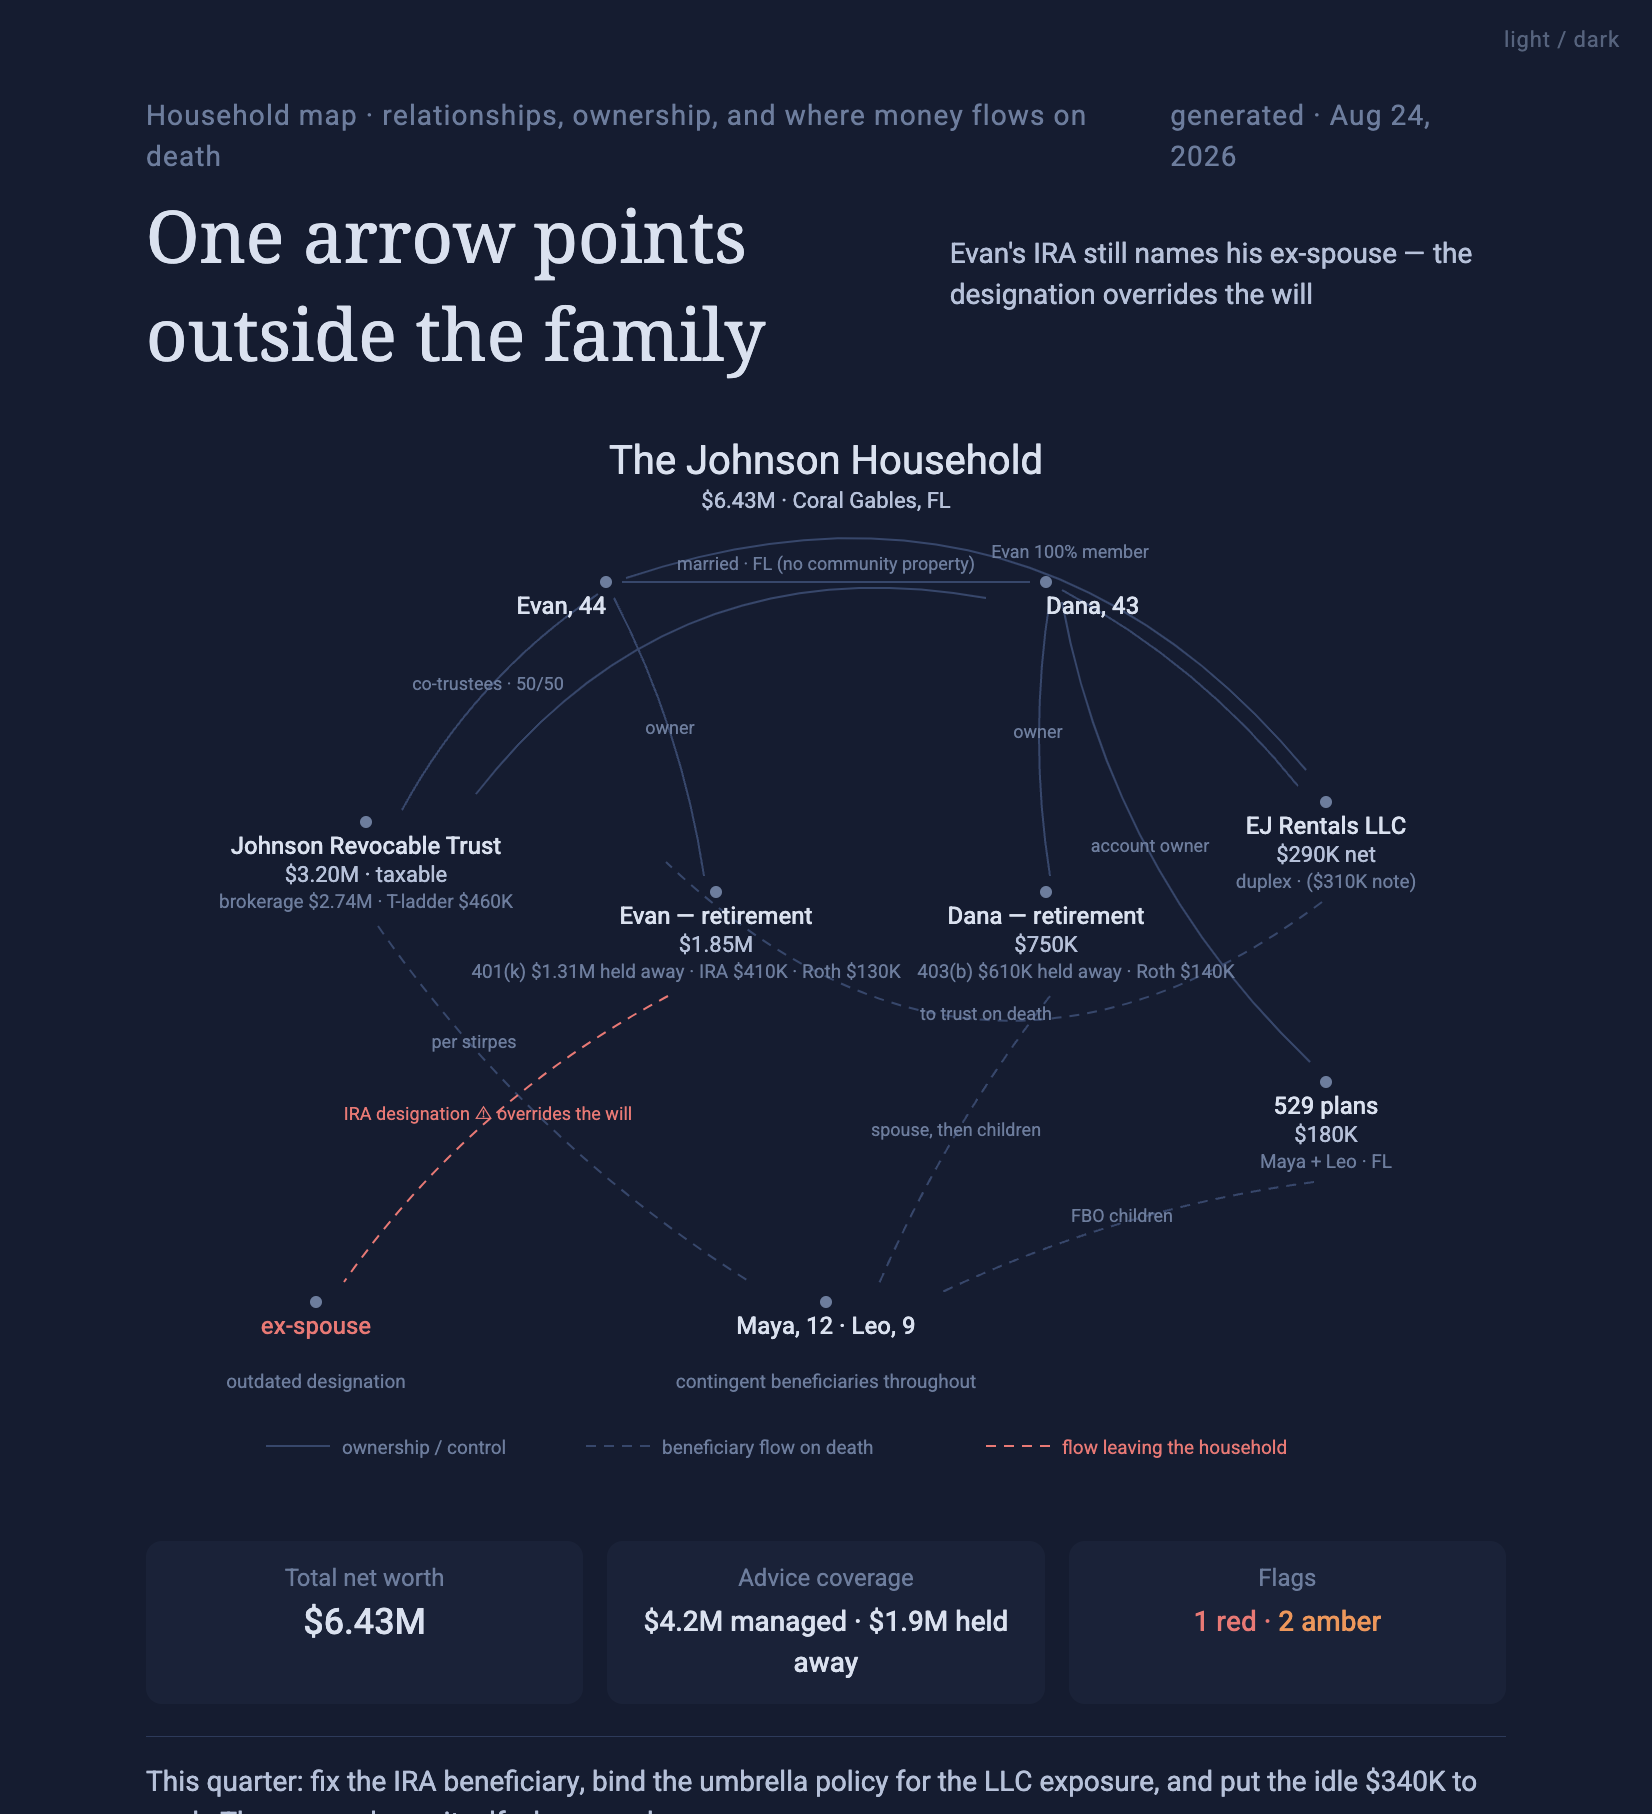 light / dark
Household map · relationships, ownership, and where money flows on
death
generated · Aug 24,
2026
One arrow points
outside the family
Evan's IRA still names his ex-spouse — the
designation overrides the will
The Johnson Household
$6.43M · Coral Gables, FL
Evan 100% member
married · FL (no community property)
Evan, 44
Dana, 43
co-trustees · 50/50
owner
owner
account owner
Johnson Revocable Trust
$3.20M · taxable
brokerage $2.74M · T-ladder $460K
EJ Rentals LLC
$290K net
duplex · ($310K note)
Evan — retirement
$1.85M
401(k) $1.31M held away · IRA $410K · Roth $130K
Dana — retirement
$750K
403(b) $610K held away · Roth $140K
to trust on death
per stirpes
IRA designation ⚠ overrides the will
spouse, then children
529 plans
$180K
Maya + Leo · FL
FBO children
ex-spouse
outdated designation
Maya, 12 · Leo, 9
contingent beneficiaries throughout
ownership / control
beneficiary flow on death
flow leaving the household
Total net worth
$6.43M
Advice coverage
$4.2M managed · $1.9M held
away
Flags
1 red · 2 amber
This quarter: fix the IRA beneficiary, bind the umbrella policy for the LLC exposure, and put the idle $340K to